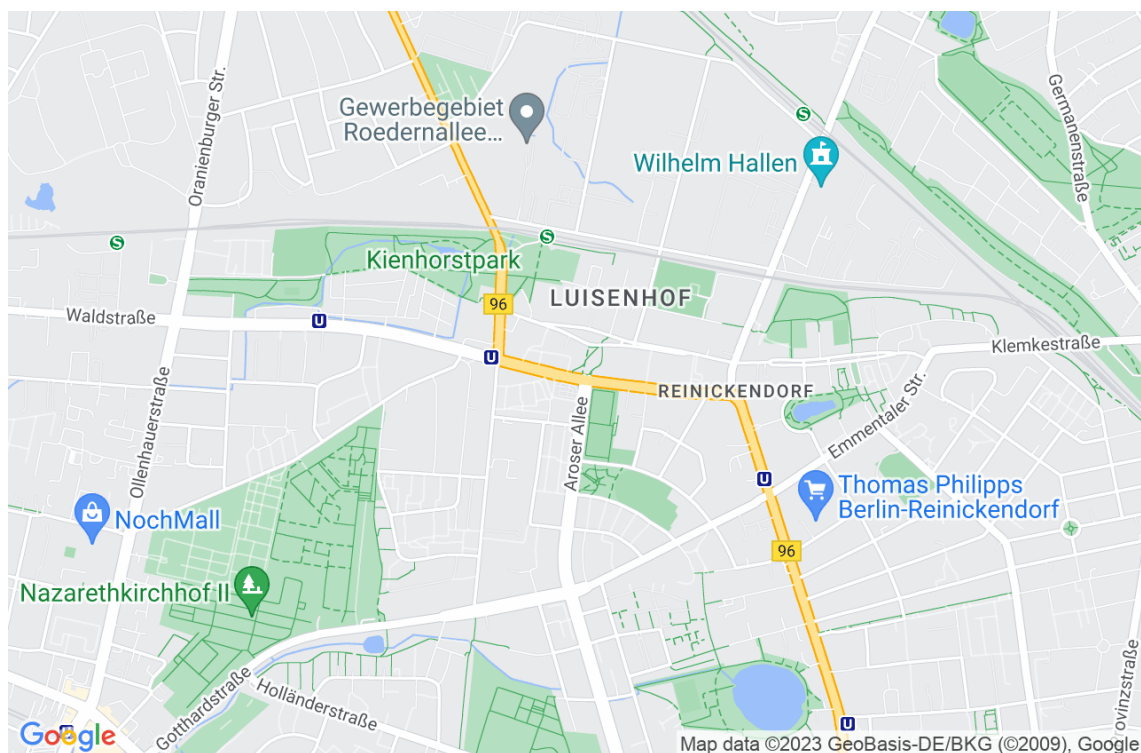 Oranienburger Str.
Gewerbegebiet
Roedernallee...
Wilhelm Hallen
Germanenstraße
S
S
S
Kienhorstpark
LUISENHOF
96
Waldstraße
U
U
Klemkestraße
REINICKENDORF
Emmentaler Str.
Aroser Allee
Ollenhauerstraße
U
Thomas Philipps
Berlin-Reinickendorf
NochMall
96
Nazarethkirchhof II
Gotthardstraße
Holländerstraße
U
U
Google
Map data ©2023 GeoBasis-DE/BKG (©2009), Google